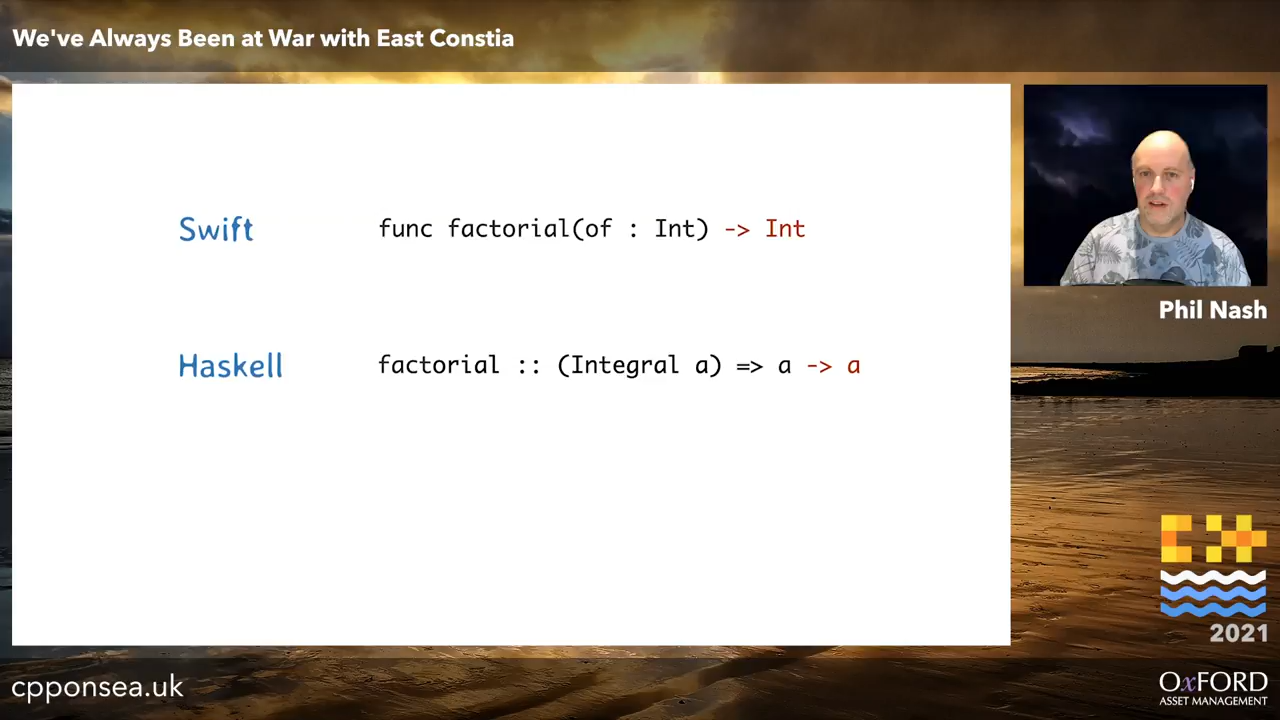 We've Always Been at War with East Constia
Swift func factorial(of : Int) -> Int
Haskell factorial :: (Integral a) => a -> a
Phil Nash
C++
2021
cpponsea.uk
OxFORD
ASSET MANAGEMENT